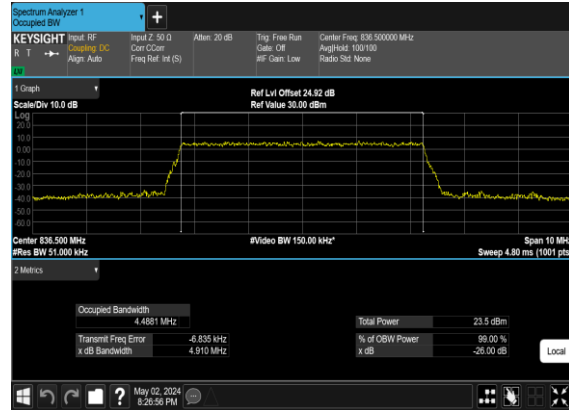 Spectrum Analyzer 1
Occupied BW
+
KEYSIGHT Input: RF Input Z: 50 Ω Atten: 20 dB Trig: Free Run Center Freq: 836.500000 MHz
R T Coupling: DC Corr CCorr Gate: Off Avg|Hold: 100/100
Align: Auto Freq Ref: Int (S) #IF Gain: Low Radio Std: None
LM
1 Graph
Ref Lvl Offset 24.92 dB
Scale/Div 10.0 dB Ref Value 30.00 dBm
Log
20.0
10.0
0.00
-10.0
-20.0
-30.0
-40.0
-50.0
-60.0
Center 836.500 MHz #Video BW 150.00 kHz* Span 10 MHz
#Res BW 51.000 kHz Sweep 4.80 ms (1001 pts)
2 Metrics
Occupied Bandwidth
4.4881 MHz Total Power 23.5 dBm
Transmit Freq Error -6.835 kHz % of OBW Power 99.00 %
x dB Bandwidth 4.910 MHz x dB -26.00 dB
Local
? May 02, 2024
8:26:56 PM